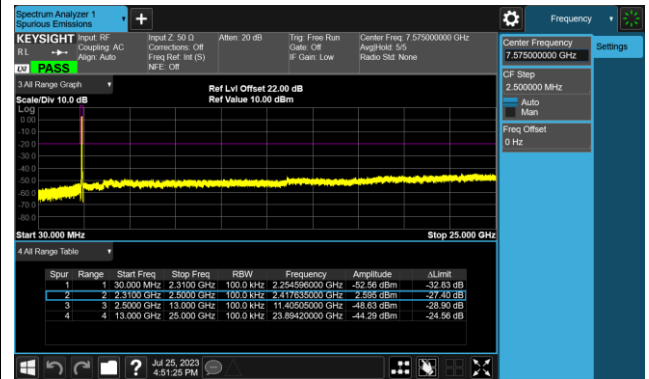 Spectrum Analyzer 1
Spurious Emissions
Frequency
KEYSIGHT Input: RF Input Z: 50 Ω Atten: 20 dB Trig: Free Run Center Freq: 7.575000000 GHz
RL Coupling: AC Corrections: Off Gate: Off Avg|Hold: 5/5
Align: Auto Freq Ref: Int (S) IF Gain: Low Radio Std: None
NFE: Off
LXI PASS
Center Frequency
7.575000000 GHz
Settings
CF Step
2.500000 MHz
Auto
Man
Freq Offset
0 Hz
3 All Range Graph
Ref Lvl Offset 22.00 dB
Scale/Div 10.0 dB Ref Value 10.00 dBm
Log
0.00
-10.0
-20.0
-30.0
-40.0
-50.0
-60.0
-70.0
-80.0
Start 30.000 MHz Stop 25.000 GHz
4 All Range Table
Spur Range Start Freq Stop Freq RBW Frequency Amplitude ΔLimit
1 1 30.000 MHz 2.3100 GHz 100.0 kHz 2.254596000 GHz -52.56 dBm -32.83 dB
2 2 2.3100 GHz 2.5000 GHz 100.0 kHz 2.417635000 GHz 2.595 dBm -27.40 dB
3 3 2.5000 GHz 13.000 GHz 100.0 kHz 11.40505000 GHz -48.63 dBm -28.90 dB
4 4 13.000 GHz 25.000 GHz 100.0 kHz 23.89420000 GHz -44.29 dBm -24.56 dB
Jul 25, 2023
4:51:25 PM